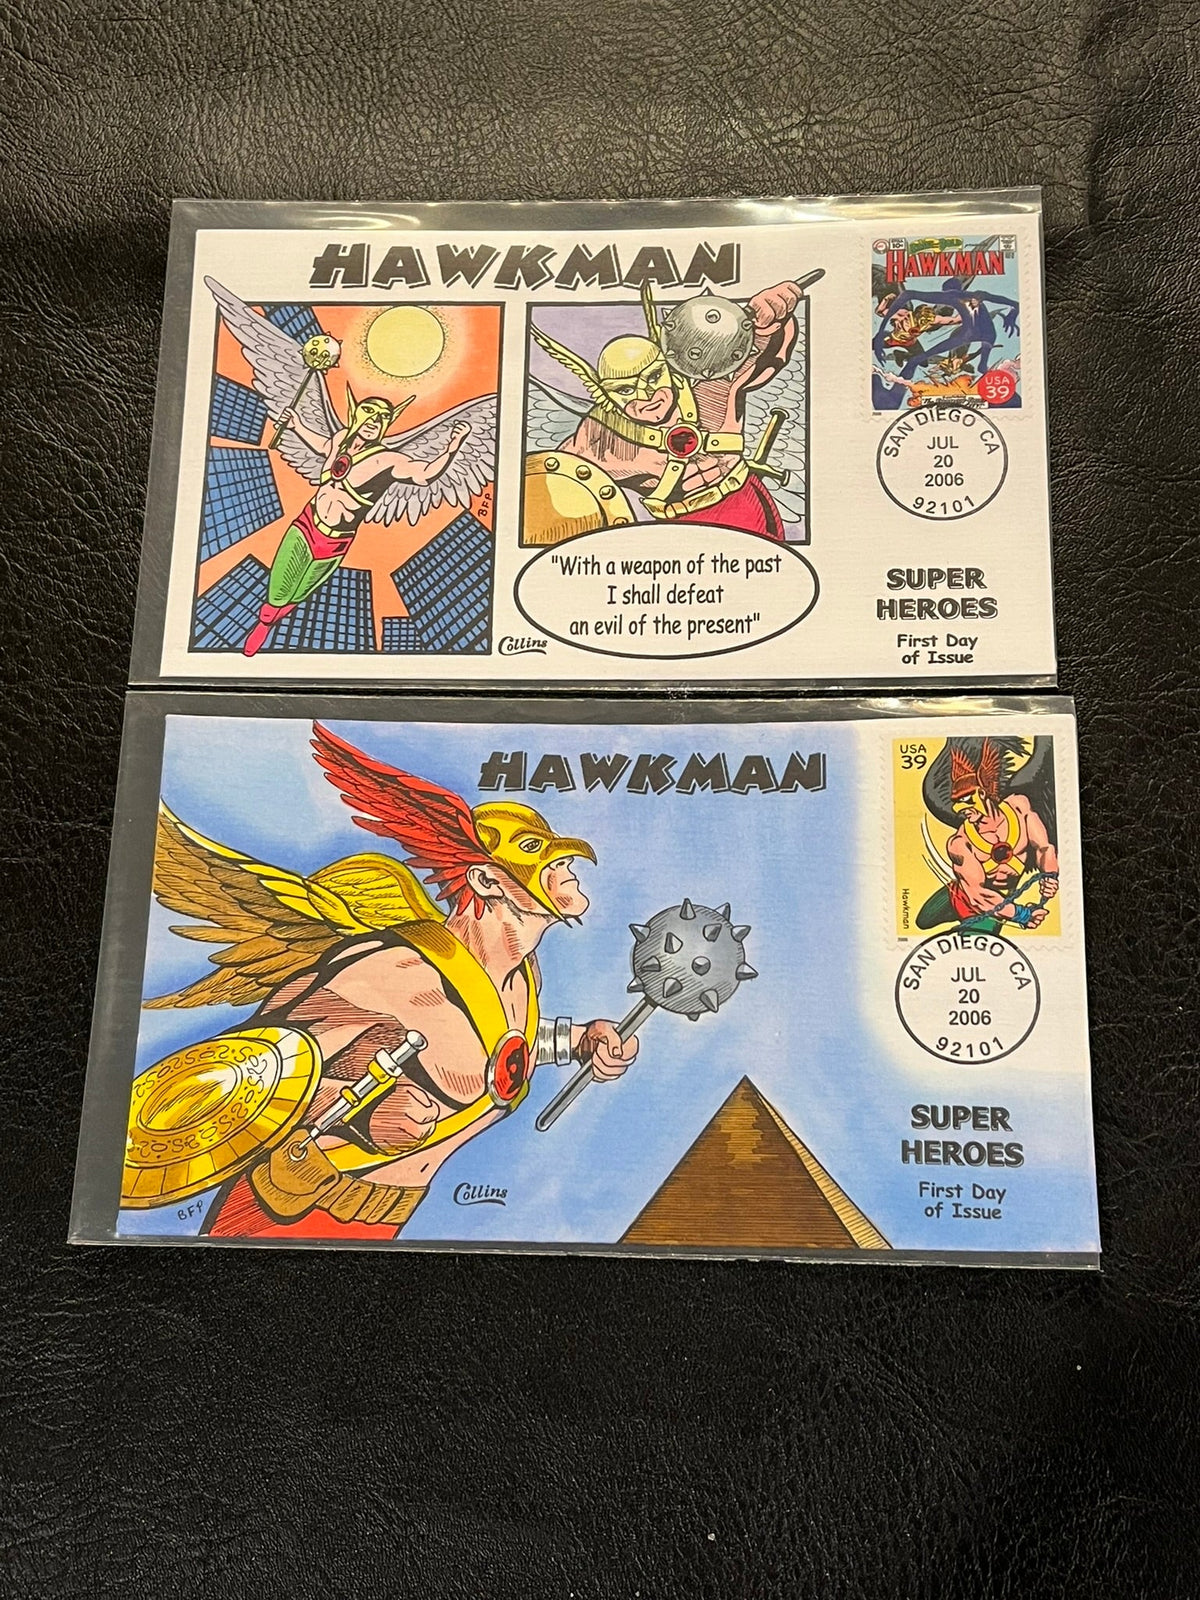 HAWKMAN
HAWKMAN
USA
39
SAN DIEGO CA
JUL
20
2006
92101
BFP
"With a weapon of the past
I shall defeat
an evil of the present"
Collins
SUPER
HEROES
First Day
of Issue
HAWKMAN
USA
39
Hawkman
SAN DIEGO CA
JUL
20
2006
92101
Collins
BFP
SUPER
HEROES
First Day
of Issue